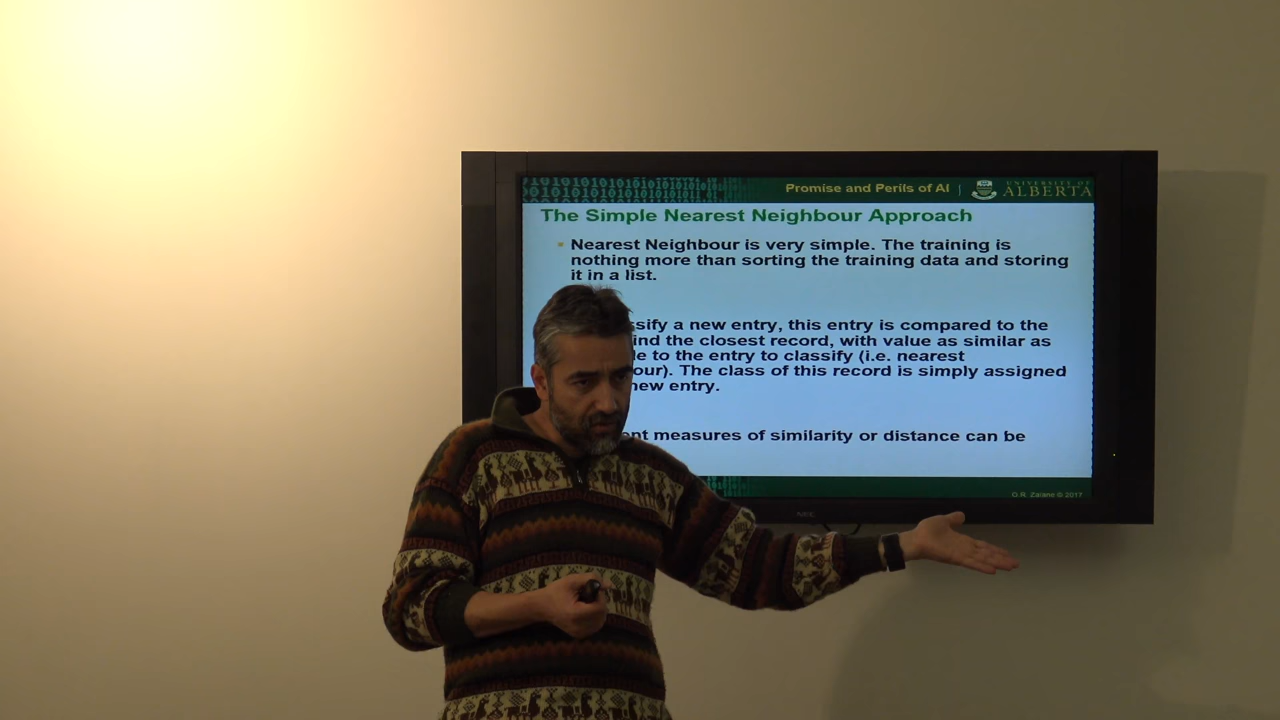 Promise and Perils of AI | UNIVERSITY OF
ALBERTA
The Simple Nearest Neighbour Approach
Nearest Neighbour is very simple. The training is
nothing more than sorting the training data and storing
it in a list.
sify a new entry, this entry is compared to the
ind the closest record, with value as similar as
le to the entry to classify (i.e. nearest
our). The class of this record is simply assigned
new entry.
nt measures of similarity or distance can be
O.R. Zaiane © 2017
NEC